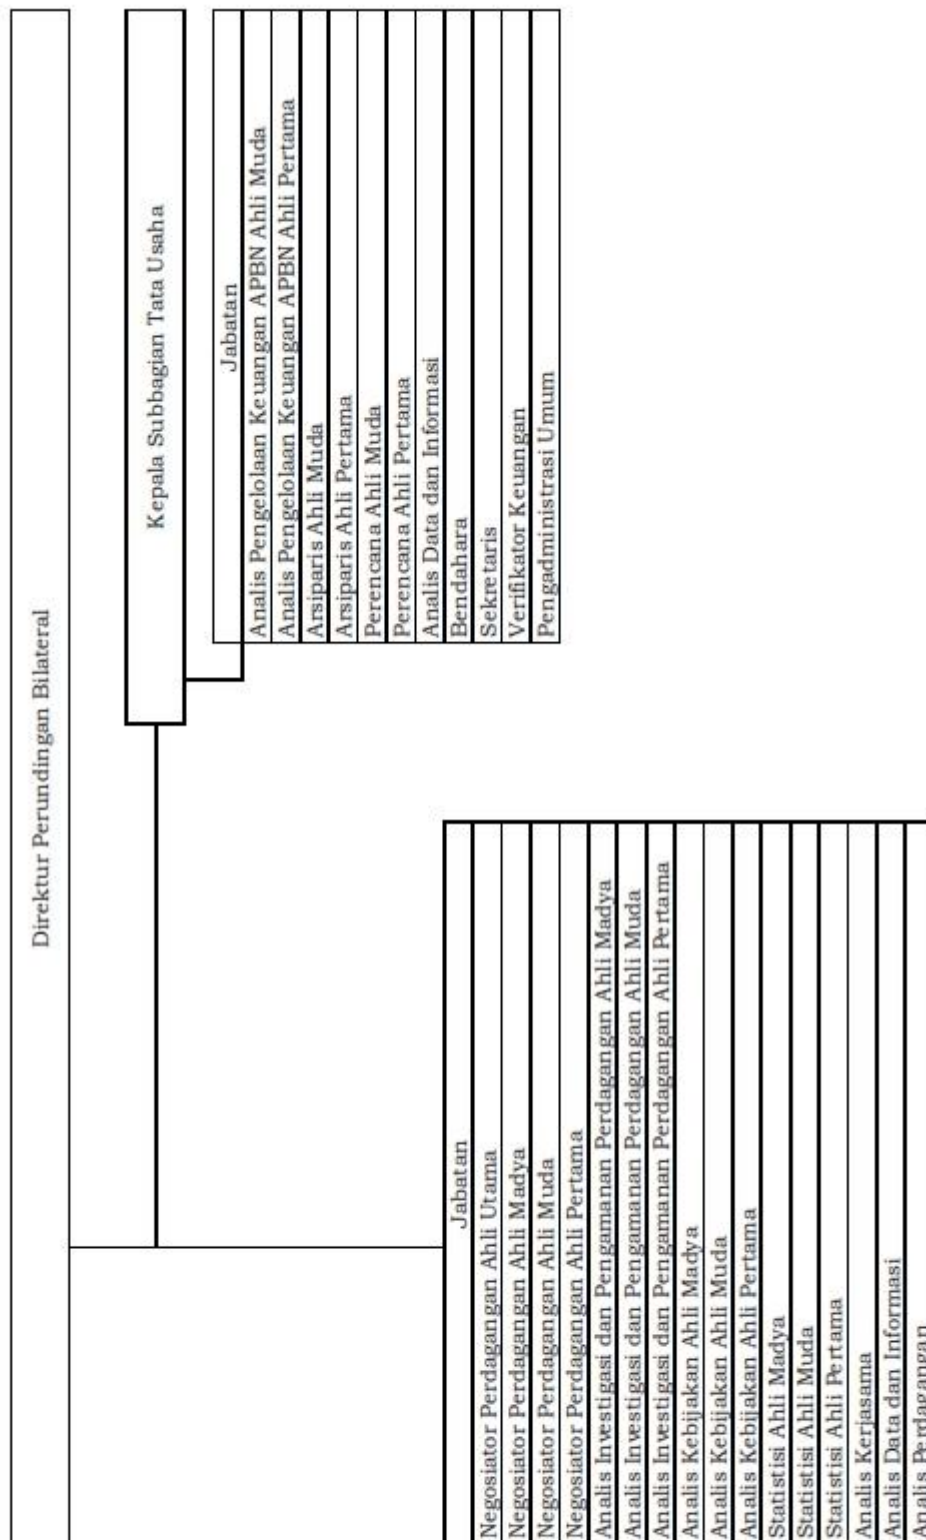 Direktur Perundingan Bilateral
Kepala Subbagian Tata Usaha
Jabatan
Analis Pengelolaan Keuangan APBN Ahli Muda
Analis Pengelolaan Keuangan APBN Ahli Pertama
Arsiparis Ahli Muda
Arsiparis Ahli Pertama
Perencana Ahli Muda
Perencana Ahli Pertama
Analis Data dan Informasi
Bendahara
Sekretaris
Verifikator Keuangan
Pengadministrasi Umum
Jabatan
Negosiator Perdagangan Ahli Utama
Negosiator Perdagangan Ahli Madya
Negosiator Perdagangan Ahli Muda
Negosiator Perdagangan Ahli Pertama
Analis Investigasi dan Pengamanan Perdagangan Ahli Madya
Analis Investigasi dan Pengamanan Perdagangan Ahli Muda
Analis Investigasi dan Pengamanan Perdagangan Ahli Pertama
Analis Kebijakan Ahli Madya
Analis Kebijakan Ahli Muda
Analis Kebijakan Ahli Pertama
Statistisi Ahli Madya
Statistisi Ahli Muda
Statistisi Ahli Pertama
Analis Kerjasama
Analis Data dan Informasi
Analis Perdagangan